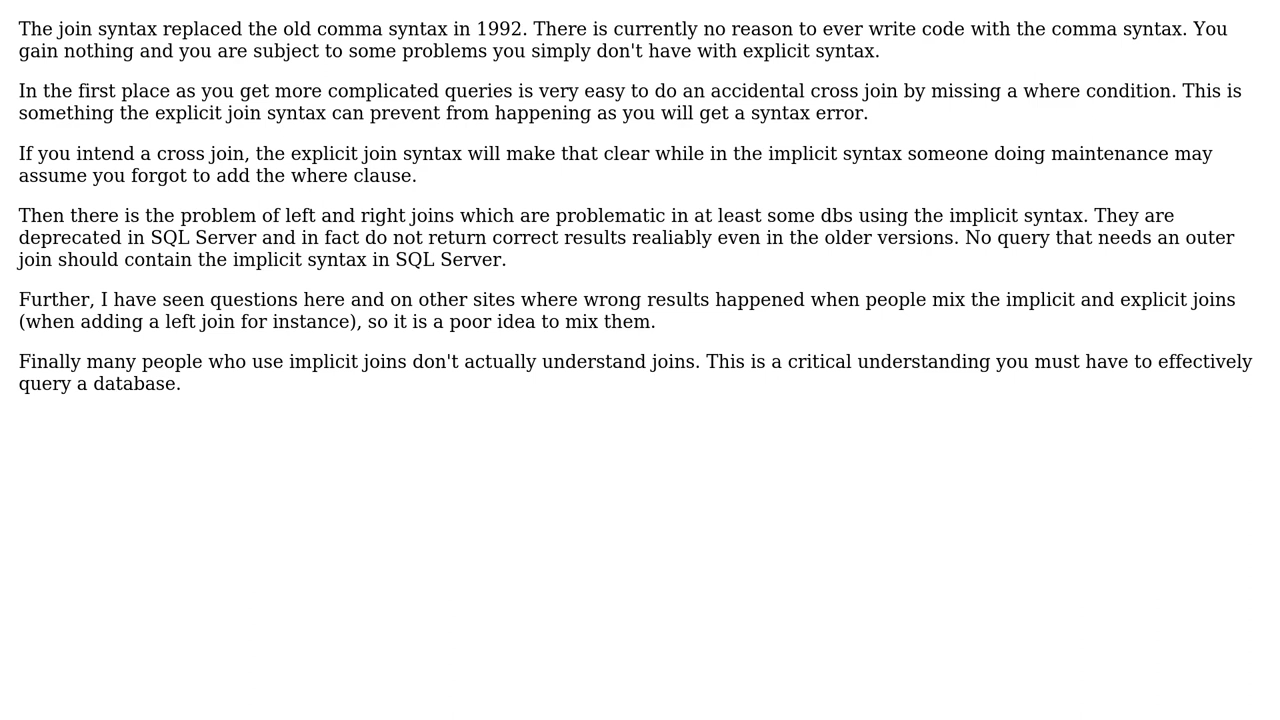 The join syntax replaced the old comma syntax in 1992. There is currently no reason to ever write code with the comma syntax. You
gain nothing and you are subject to some problems you simply don't have with explicit syntax.
In the first place as you get more complicated queries is very easy to do an accidental cross join by missing a where condition. This is
something the explicit join syntax can prevent from happening as you will get a syntax error.
If you intend a cross join, the explicit join syntax will make that clear while in the implicit syntax someone doing maintenance may
assume you forgot to add the where clause.
Then there is the problem of left and right joins which are problematic in at least some dbs using the implicit syntax. They are
deprecated in SQL Server and in fact do not return correct results realiably even in the older versions. No query that needs an outer
join should contain the implicit syntax in SQL Server.
Further, I have seen questions here and on other sites where wrong results happened when people mix the implicit and explicit joins
(when adding a left join for instance), so it is a poor idea to mix them.
Finally many people who use implicit joins don't actually understand joins. This is a critical understanding you must have to effectively
query a database.